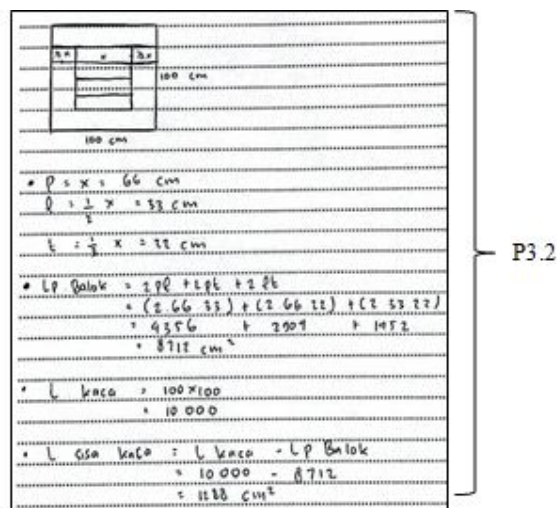 x
100 cm
100 cm
• P = x = 66 cm
l = 1/2 x = 33 cm
t = 1/3 x = 22 cm
• Lp Balok = 2pl + 2pt + 2lt
= (2.66 33) + (2.66 22) + (2 33 22)
= 4356 + 2904 + 1452
= 8712 cm²
• L kaca = 100×100
= 10 000
• L sisa kaca = L kaca - Lp Balok
= 10 000 - 8712
= 1288 cm²
P3.2